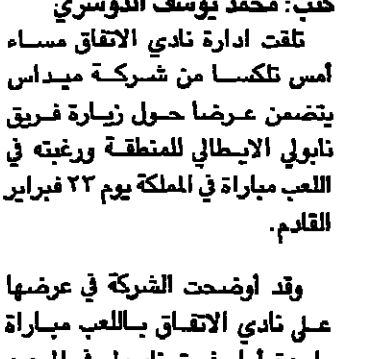 كتب: محمد يوسف الدوسري
تلقت ادارة نادي الاتفاق مساء
أمس تلكسا من شركة ميداس
يتضمن عرضا حول زيارة فريق
نابولي الايطالي للمنطقة ورغبته في
اللعب مباراة في المملكة يوم ٢٣ فبراير
القادم.
وقد أوضحت الشركة في عرضها
على نادي الاتفاق باللعب مباراة